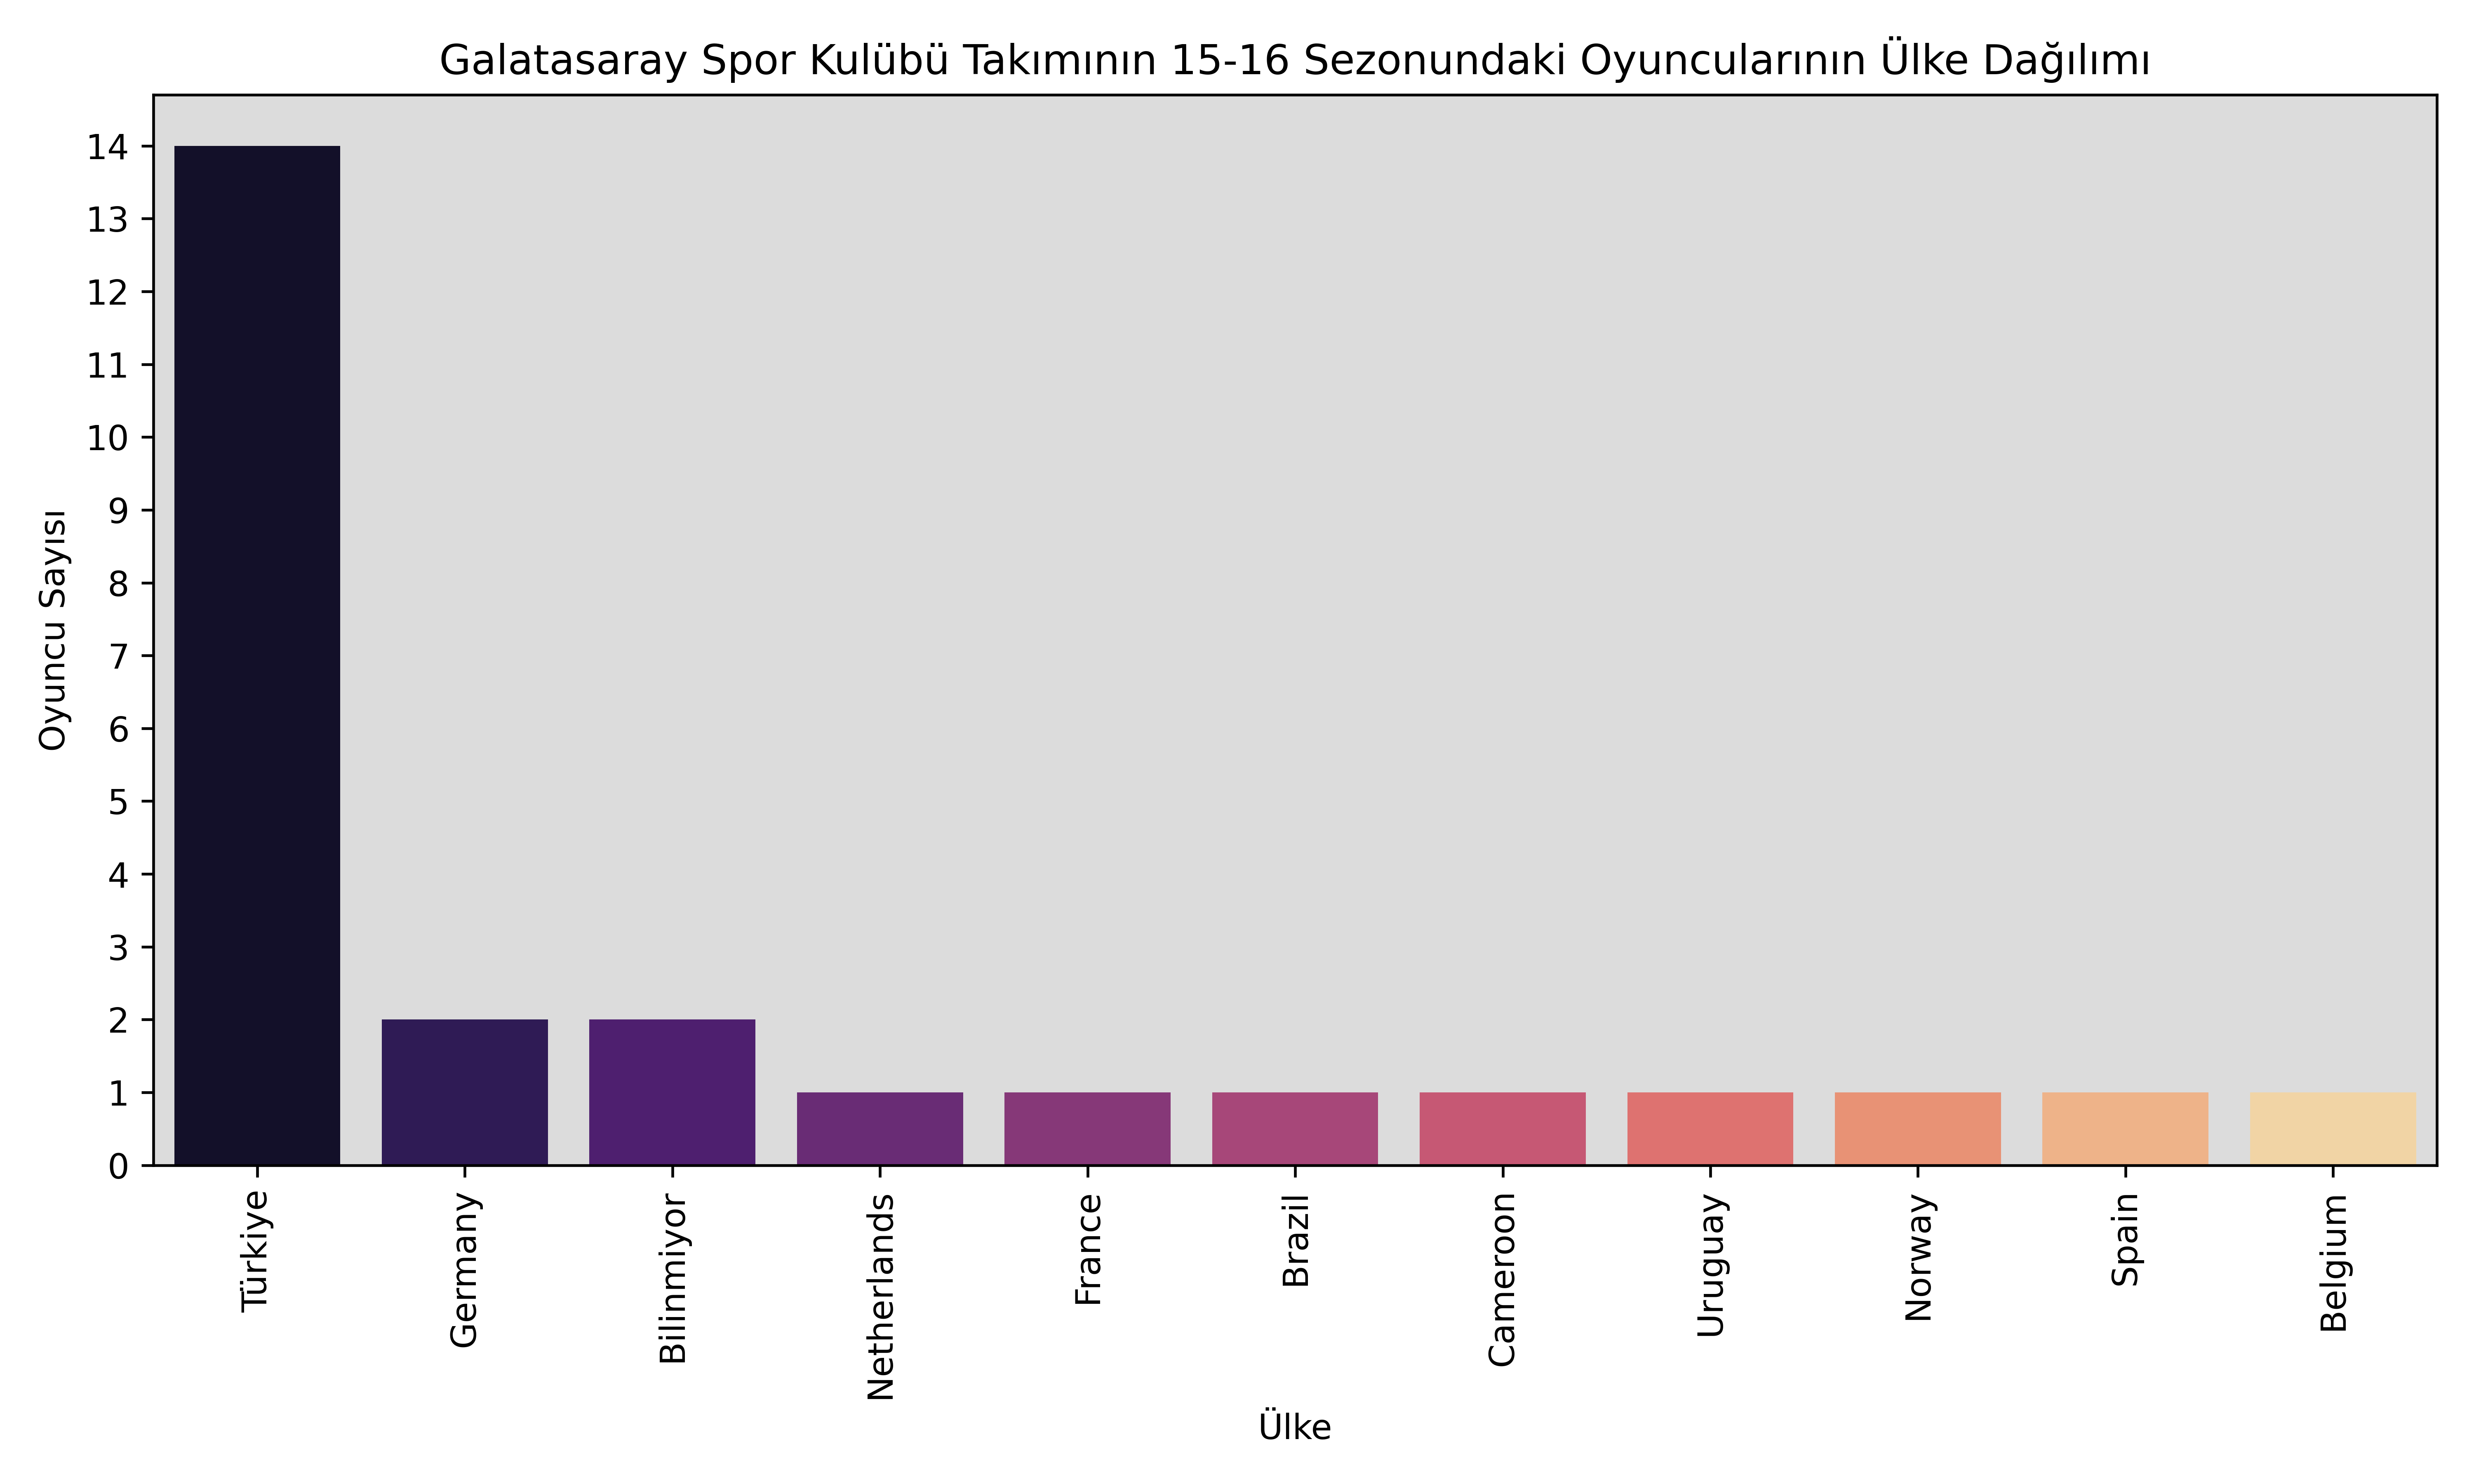 Galatasaray Spor Kulübü Takımının 15-16 Sezonundaki Oyuncularının Ülke Dağılımı
Oyuncu Sayısı
14
13
12
11
10
9
8
7
6
5
4
3
2
1
0
Türkiye
Germany
Bilinmiyor
Netherlands
France
Brazil
Cameroon
Uruguay
Norway
Spain
Belgium
Ülke